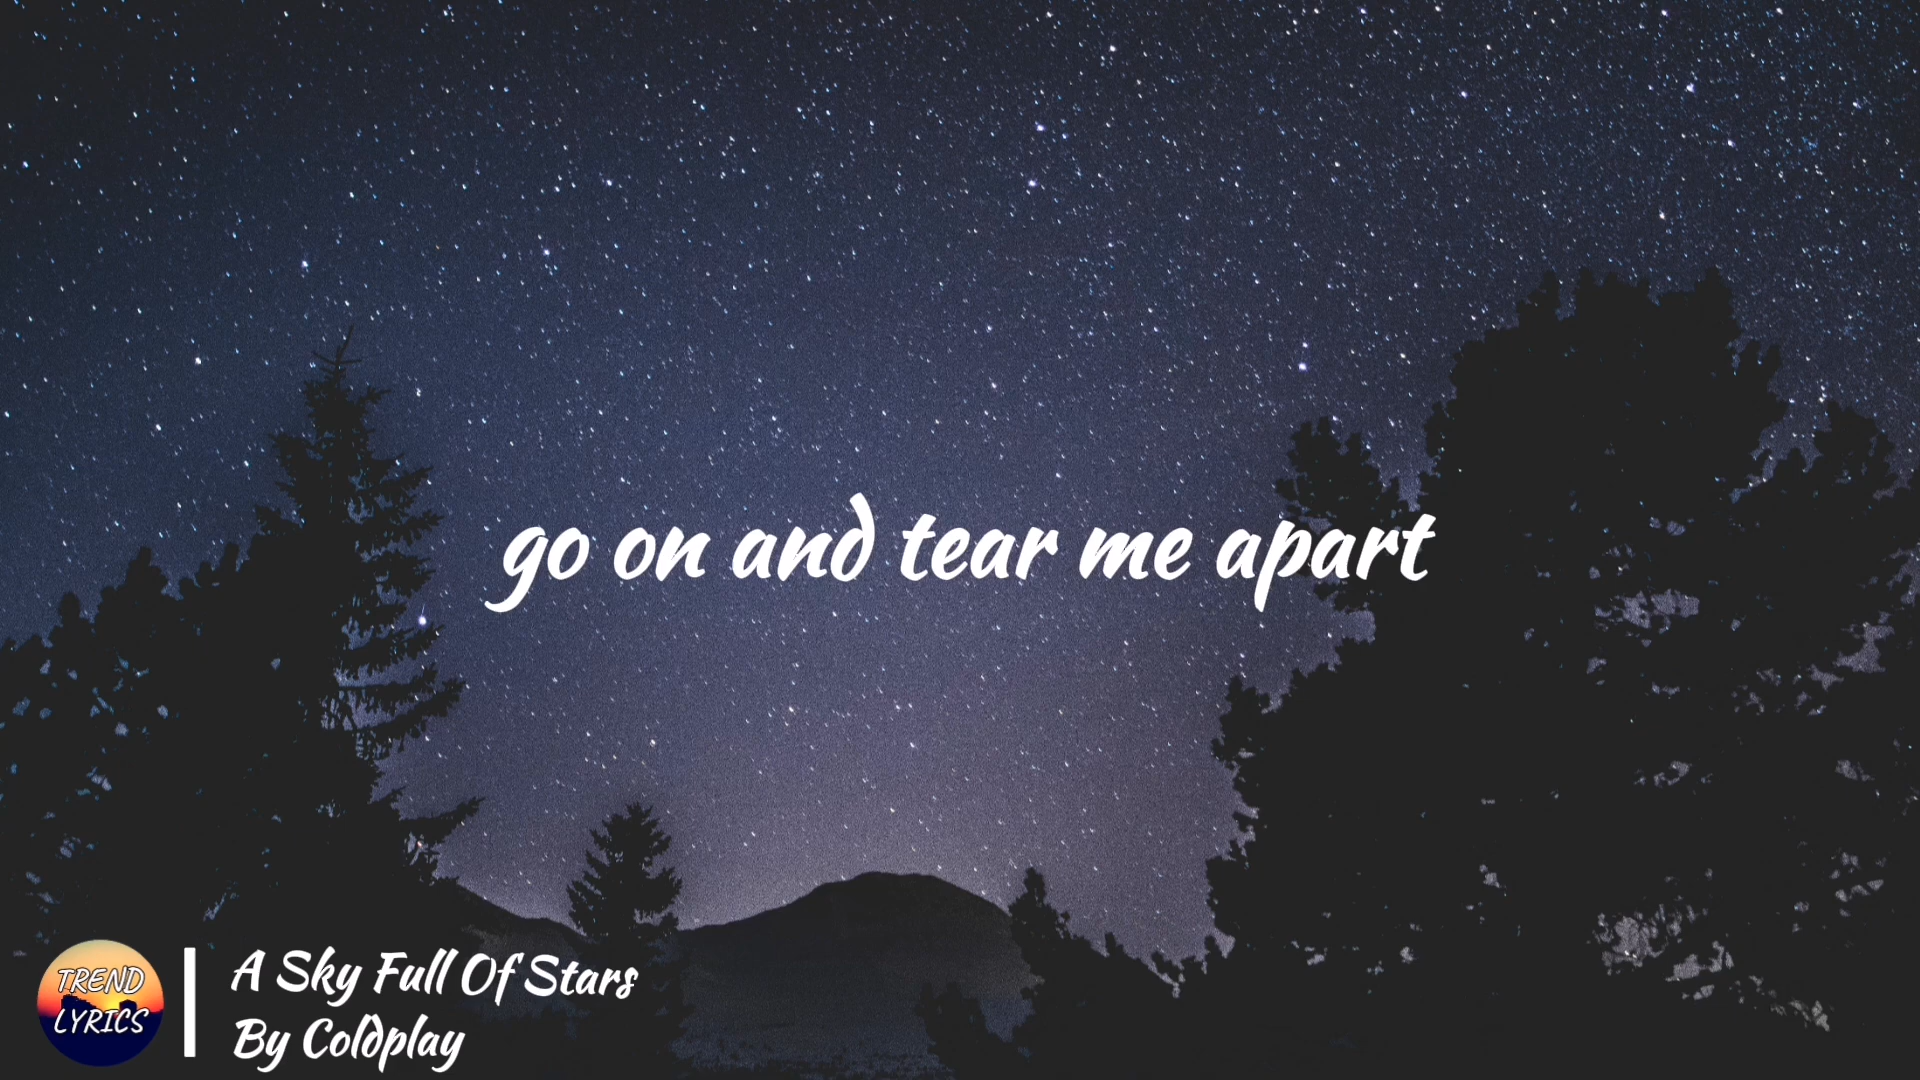 go on and tear me apart
TREND
LYRICS
A Sky Full Of Stars
By Coldplay